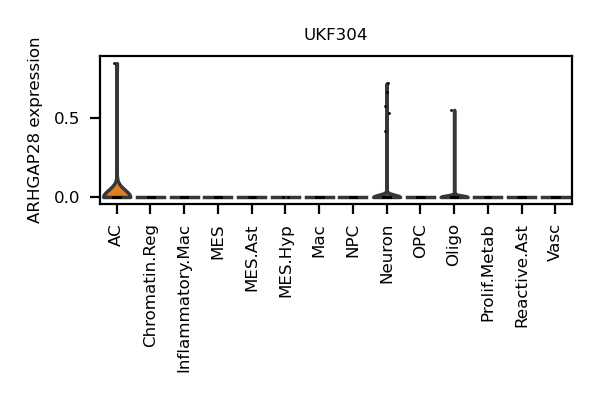 UKF304
ARHGAP28 expression
0.5
0.0
AC
Chromatin.Reg
Inflammatory.Mac
MES
MES.Ast
MES.Hyp
Mac
NPC
Neuron
OPC
Oligo
Prolif.Metab
Reactive.Ast
Vasc